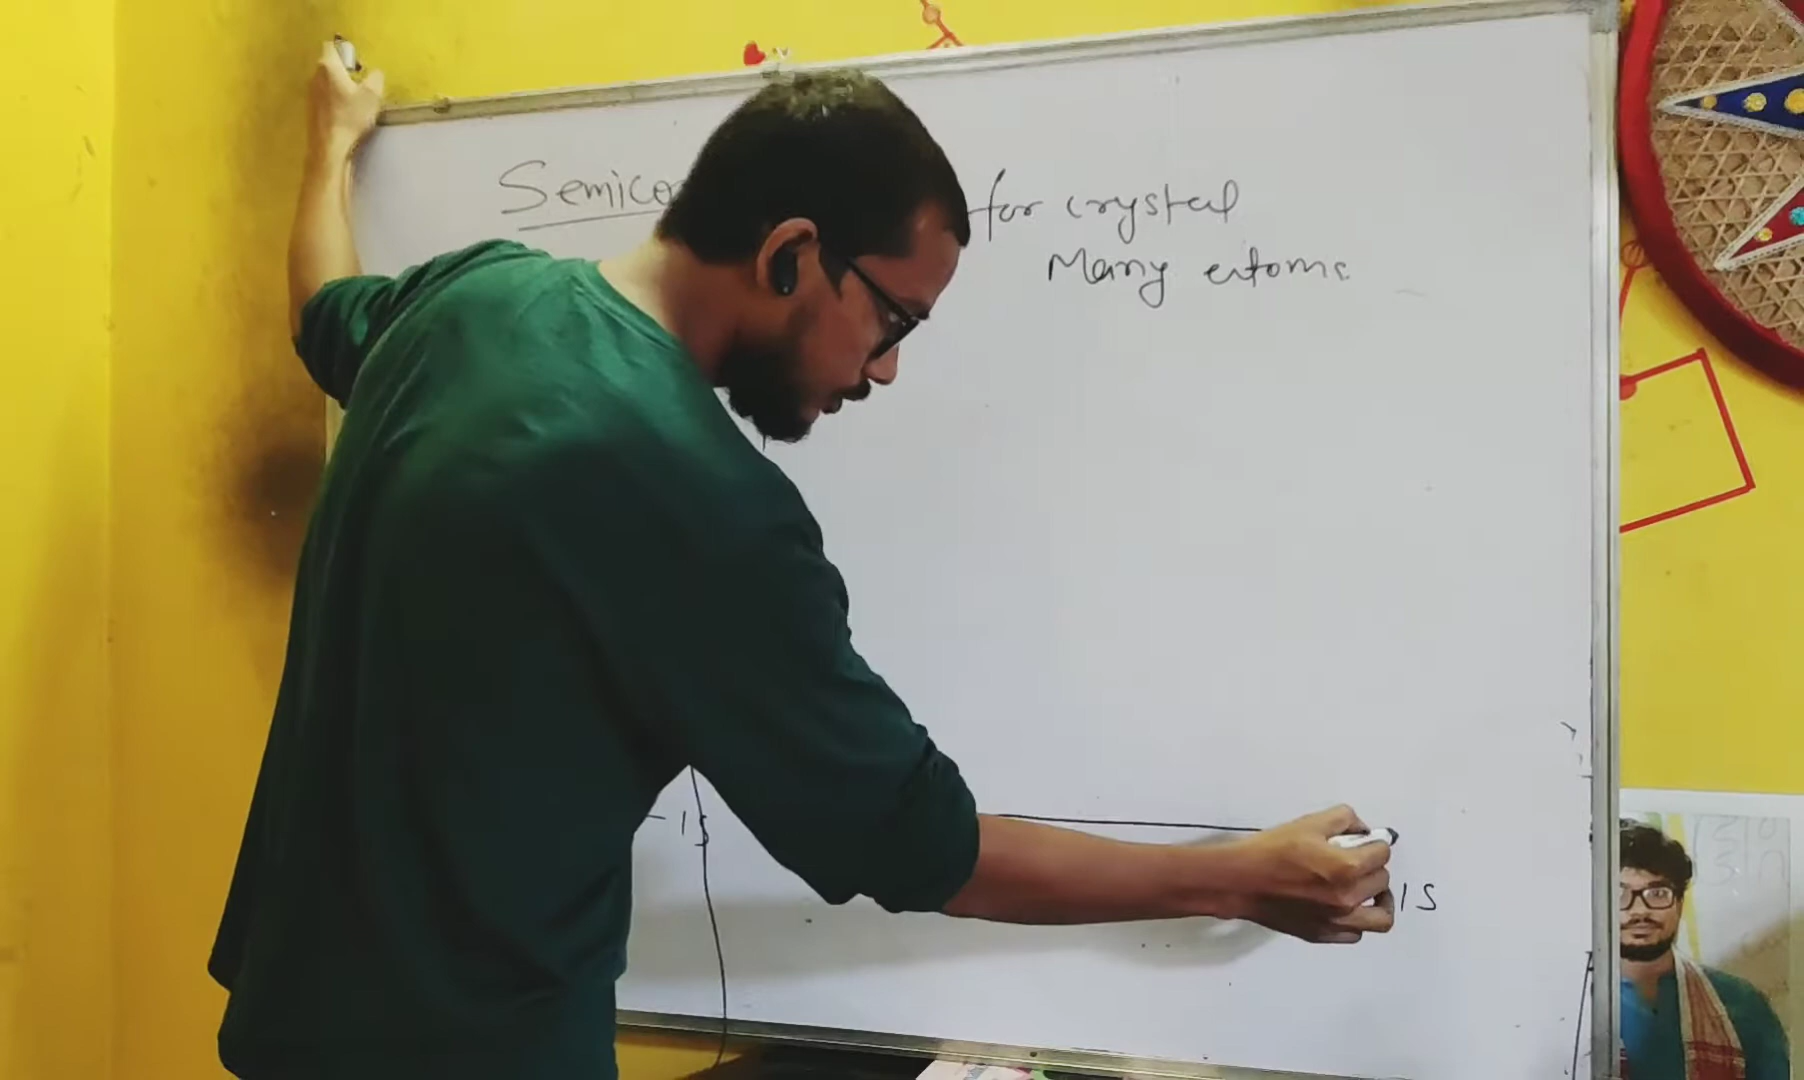 Semico
for crystal
Many atoms
1S
1S